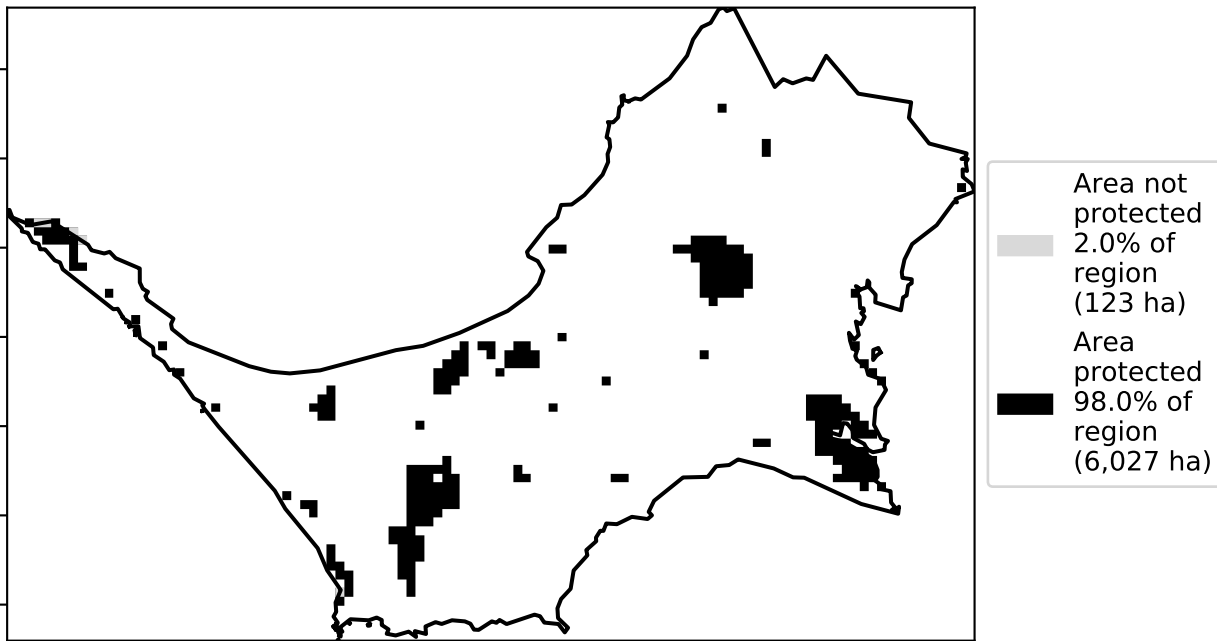 Area not
protected
2.0% of
region
(123 ha)
Area
protected
98.0% of
region
(6,027 ha)